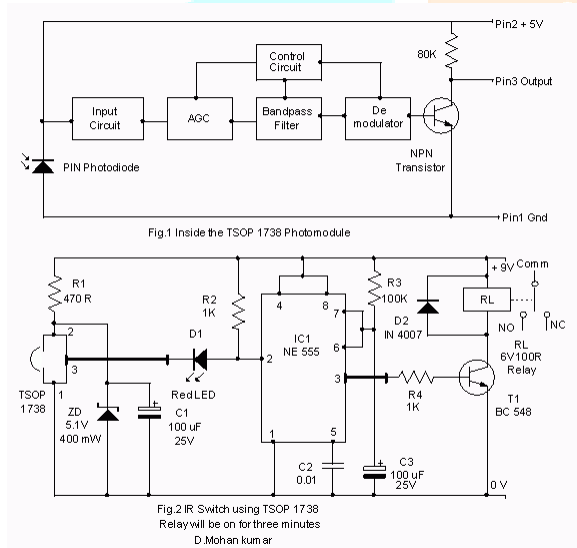 Pin2 + 5V
80K
Pin3 Output
Control
Circuit
Input
Circuit
AGC
Bandpass
Filter
De
modulator
NPN
Transistor
PIN Photodiode
Pin1 Gnd
Fig.1 Inside the TSOP 1738 Photomodule
R1
470 R
R2
1K
R3
100K
+ 9V
Comm
RL
NO
NC
RL
6V100R
Relay
D2
IN 4007
4
8
7
6
IC1
NE 555
2
3
1
5
D1
Red LED
2
3
1
TSOP
1738
ZD
5.1V
400 mW
C1
100 uF
25V
+
R4
1K
T1
BC 548
C2
0.01
+
C3
100 uF
25V
0 V
Fig.2 IR Switch using TSOP 1738
Relay will be on for three minutes
D.Mohan kumar